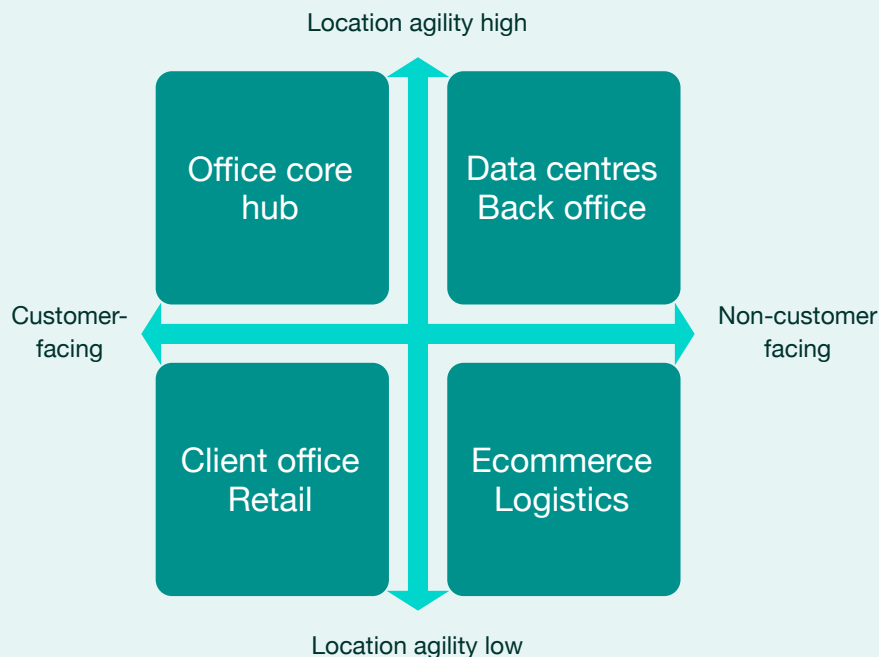 Location agility high
Office core
hub
Data centres
Back office
Customer-
facing
Non-customer
facing
Client office
Retail
Ecommerce
Logistics
Location agility low